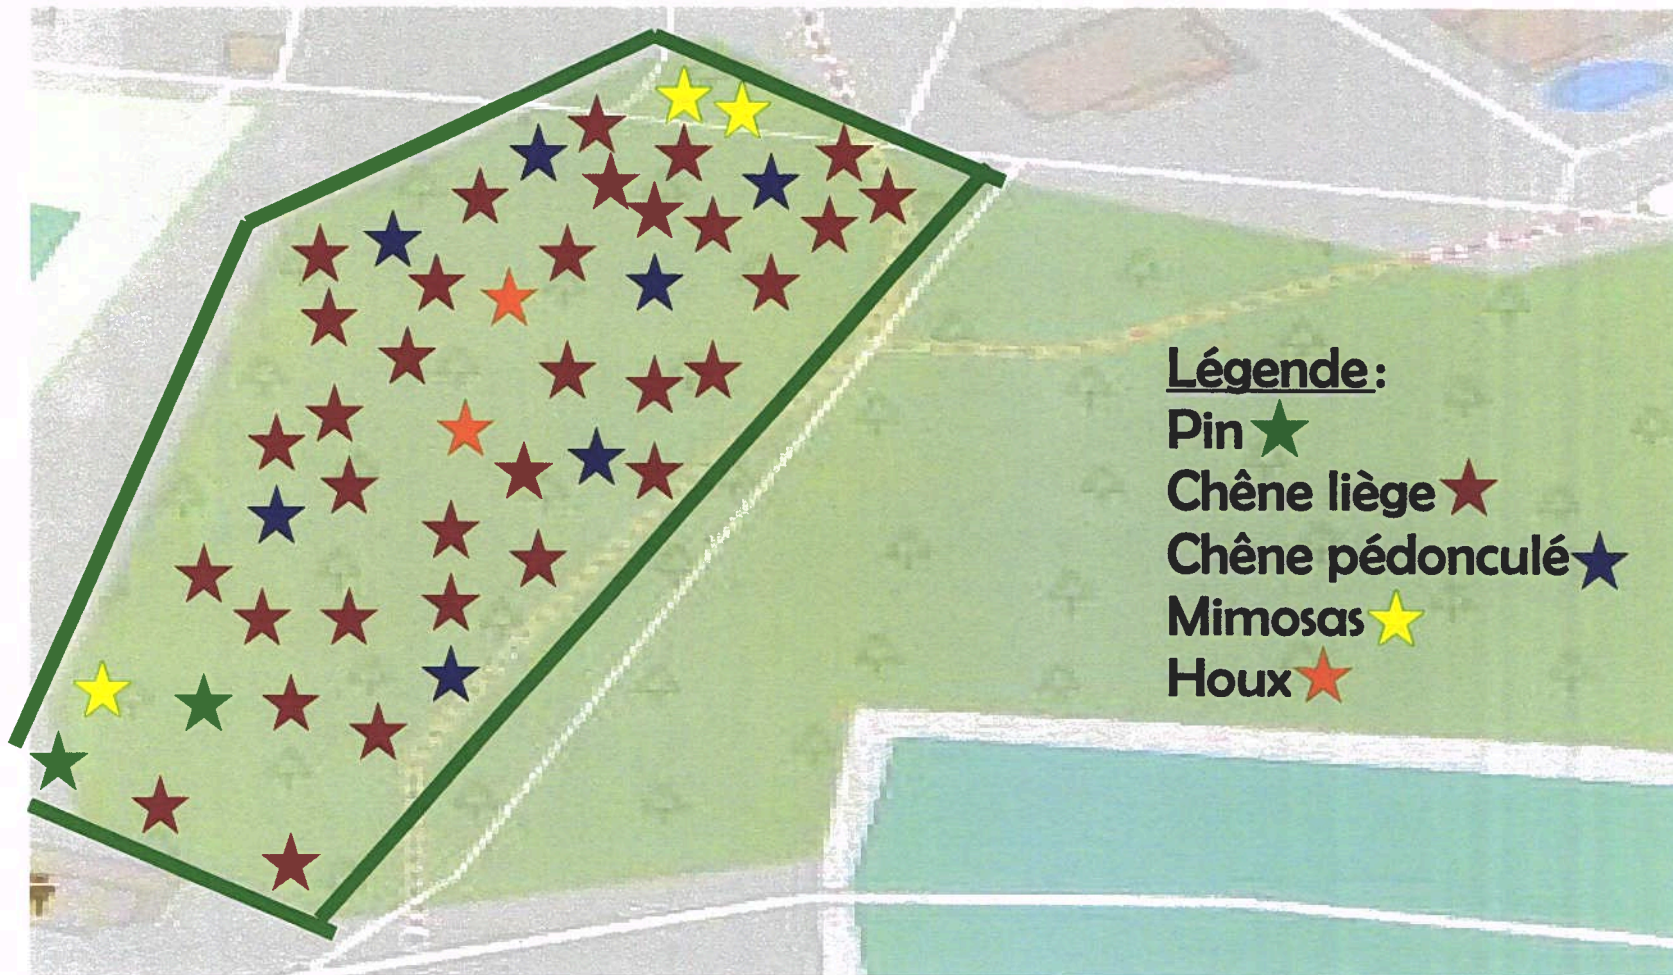 Légende:
Pin
Chêne liège
Chêne pédonculé
Mimosas
Houx